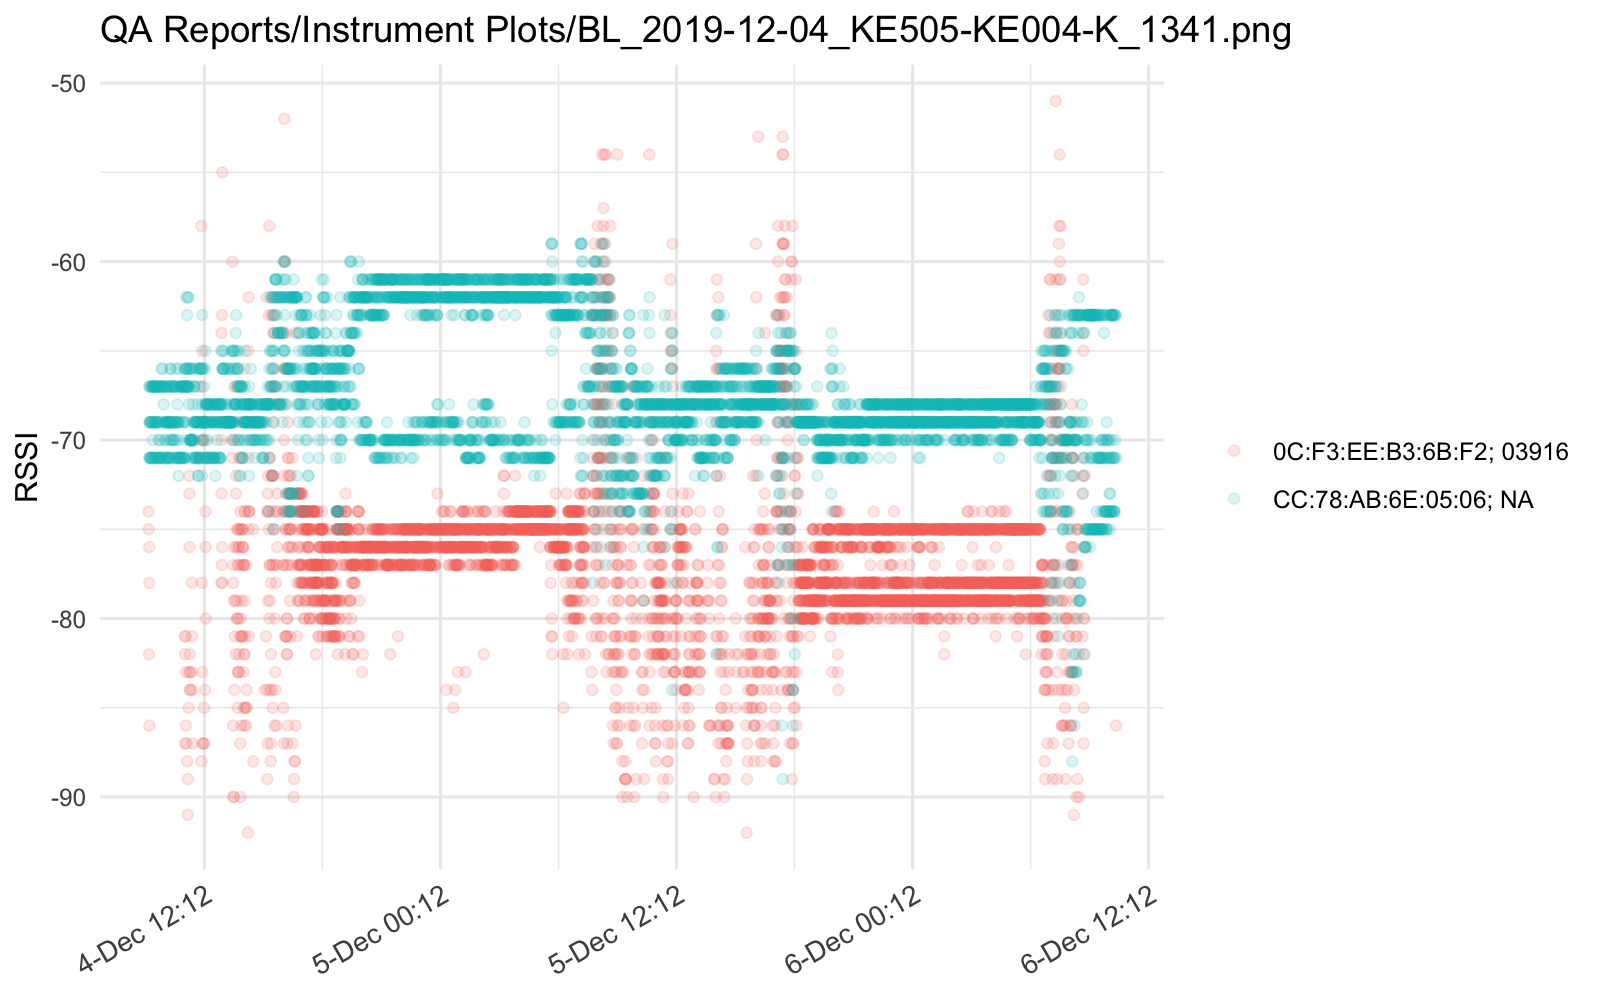 QA Reports/Instrument Plots/BL_2019-12-04_KE505-KE004-K_1341.png
-50
-60
-70
-80
-90
RSSI
4-Dec 12:12
5-Dec 00:12
5-Dec 12:12
6-Dec 00:12
6-Dec 12:12
0C:F3:EE:B3:6B:F2; 03916
CC:78:AB:6E:05:06; NA